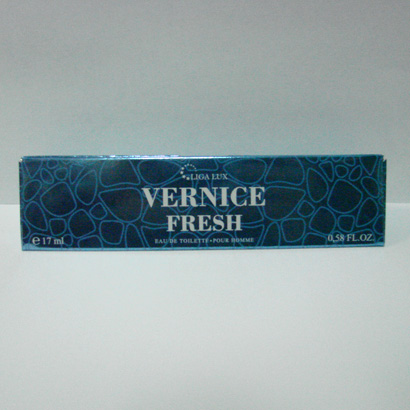 LIGA LUX
VERNICE
FRESH
EAU DE TOILETTE • POUR HOMME
℮ 17 ml
0.58 FL.OZ